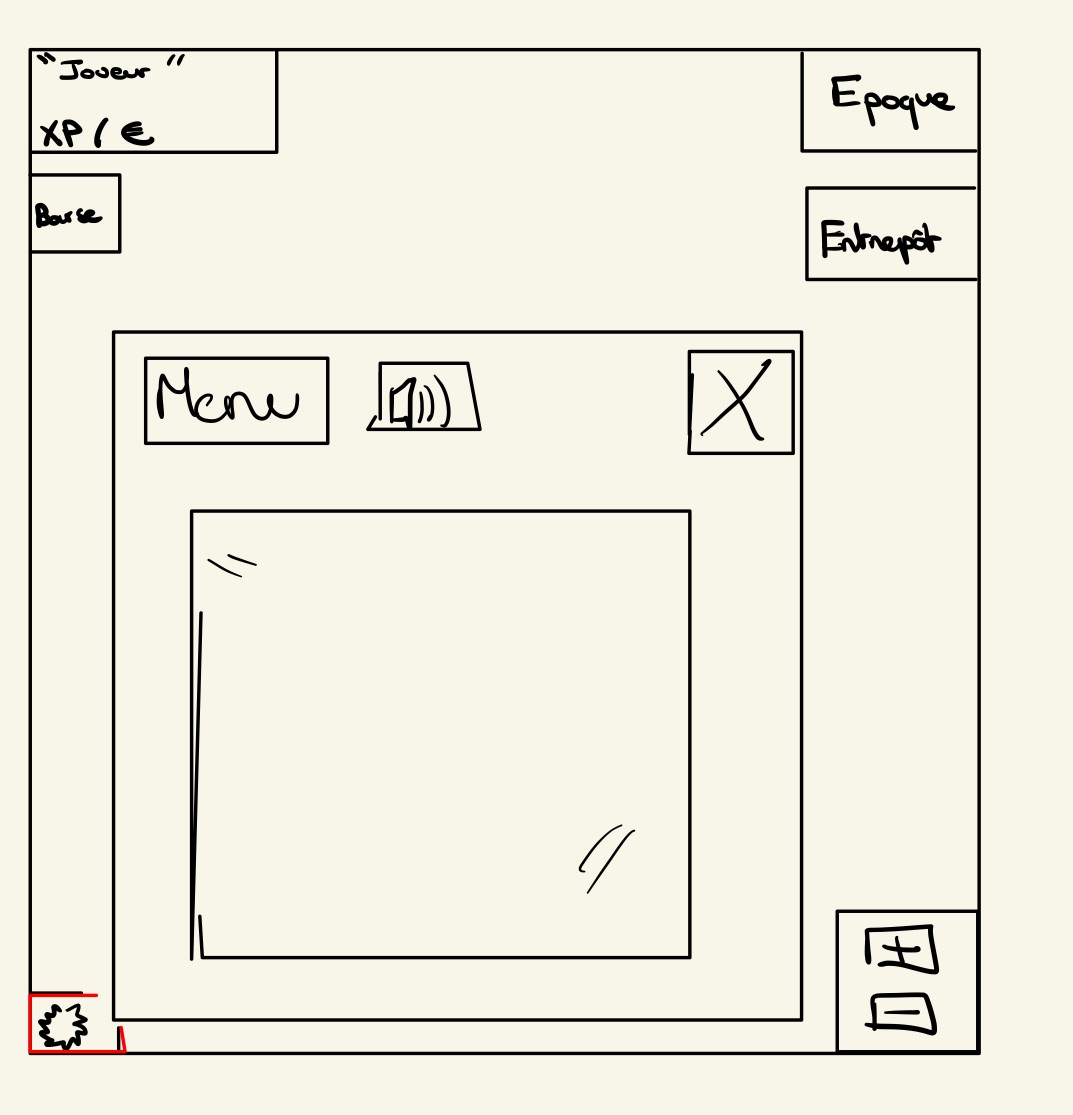 "Joueur"
XP / €
Epoque
Bourse
Entrepôt
Menu
X
+
-